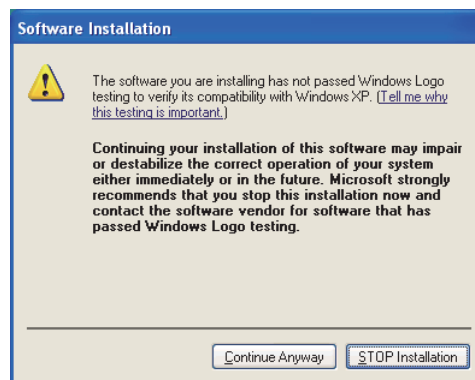 Software Installation
The software you are installing has not passed Windows Logo
testing to verify its compatibility with Windows XP. (Tell me why
this testing is important.)
Continuing your installation of this software may impair
or destabilize the correct operation of your system
either immediately or in the future. Microsoft strongly
recommends that you stop this installation now and
contact the software vendor for software that has
passed Windows Logo testing.
Continue Anyway
STOP Installation